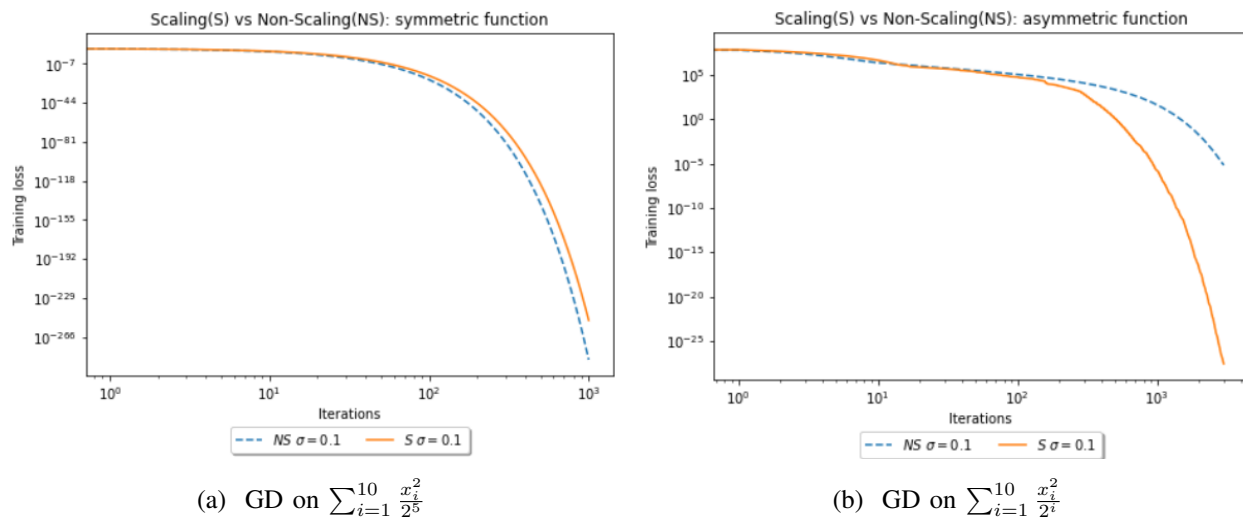 Scaling(S) vs Non-Scaling(NS): symmetric function
Training loss
10^-7
10^-44
10^-81
10^-118
10^-155
10^-192
10^-229
10^-266
10^0 10^1 10^2 10^3
Iterations
NS σ = 0.1 S σ = 0.1
(a) GD on ∑_{i=1}^{10} x_i^2/2^5
Scaling(S) vs Non-Scaling(NS): asymmetric function
Training loss
10^5
10^0
10^-5
10^-10
10^-15
10^-20
10^-25
10^0 10^1 10^2 10^3
Iterations
NS σ = 0.1 S σ = 0.1
(b) GD on ∑_{i=1}^{10} x_i^2/2^i